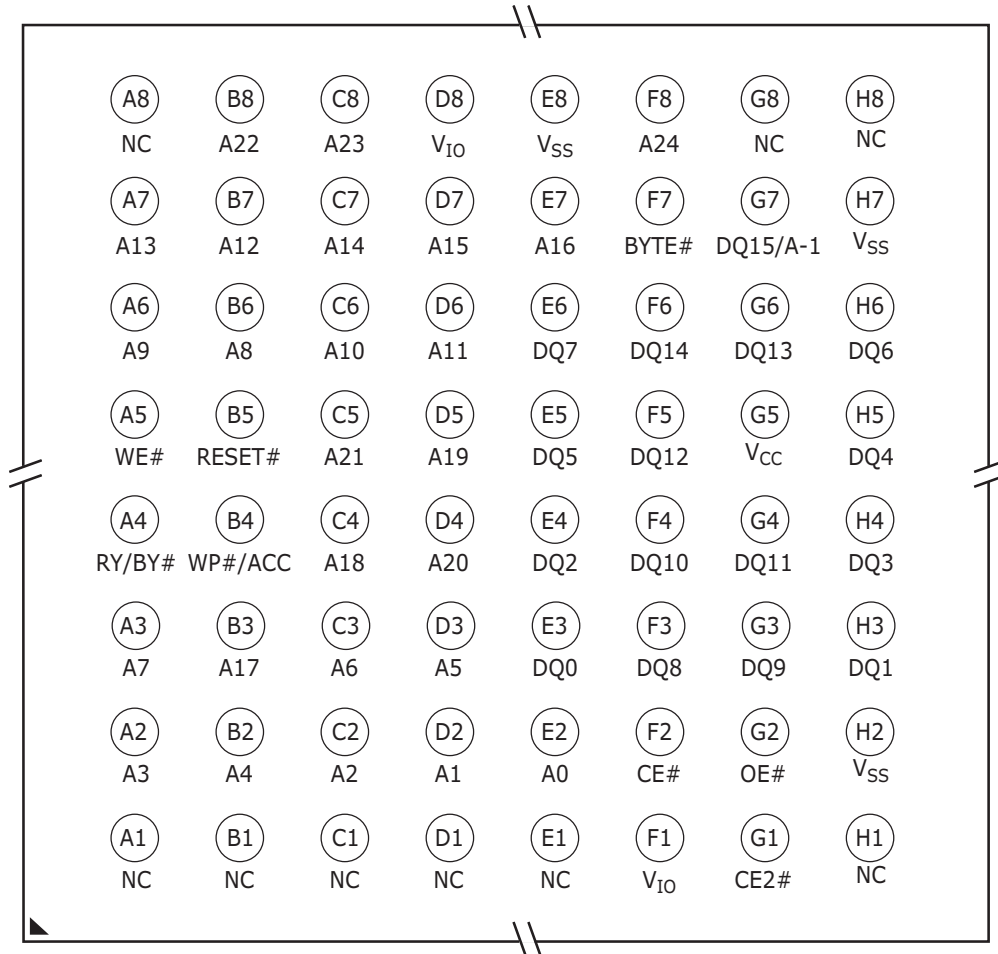 A8 B8 C8 D8 E8 F8 G8 H8
NC A22 A23 VIO VSS A24 NC NC
A7 B7 C7 D7 E7 F7 G7 H7
A13 A12 A14 A15 A16 BYTE# DQ15/A-1 VSS
A6 B6 C6 D6 E6 F6 G6 H6
A9 A8 A10 A11 DQ7 DQ14 DQ13 DQ6
A5 B5 C5 D5 E5 F5 G5 H5
WE# RESET# A21 A19 DQ5 DQ12 VCC DQ4
A4 B4 C4 D4 E4 F4 G4 H4
RY/BY# WP#/ACC A18 A20 DQ2 DQ10 DQ11 DQ3
A3 B3 C3 D3 E3 F3 G3 H3
A7 A17 A6 A5 DQ0 DQ8 DQ9 DQ1
A2 B2 C2 D2 E2 F2 G2 H2
A3 A4 A2 A1 A0 CE# OE# VSS
A1 B1 C1 D1 E1 F1 G1 H1
NC NC NC NC NC VIO CE2# NC